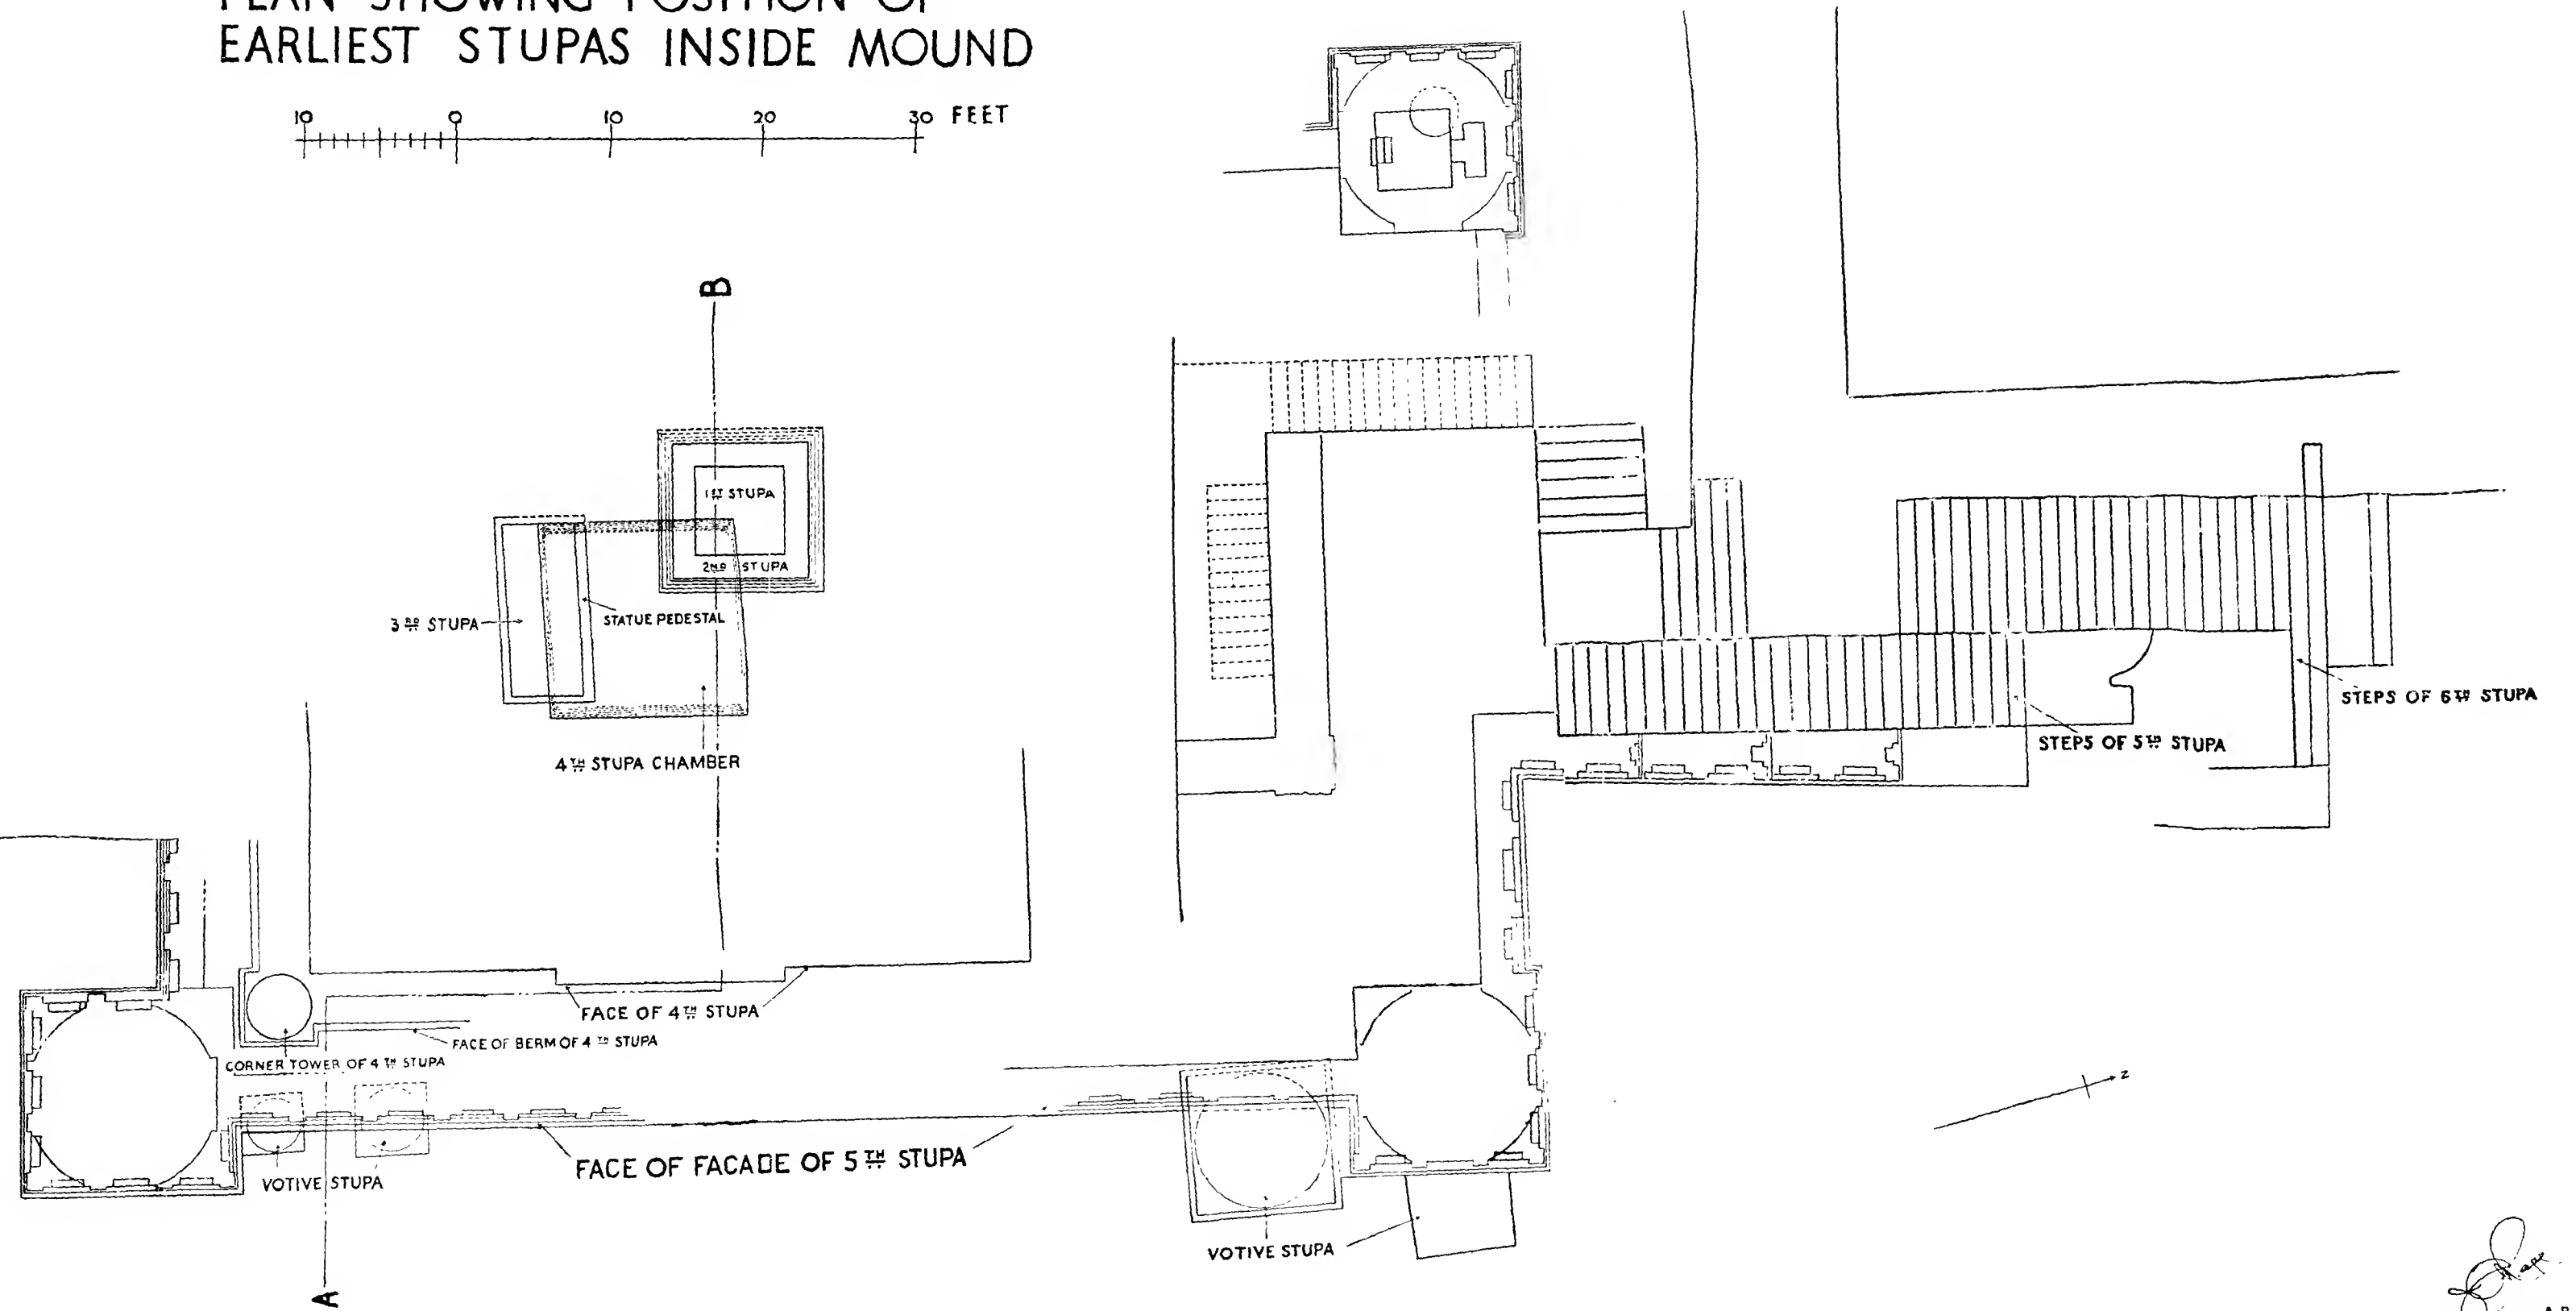 PLAN SHOWING POSITION OF
EARLIEST STUPAS INSIDE MOUND
10 0 10 20 30 FEET
B
1ST STUPA
2ND STUPA
3RD STUPA
STATUE PEDESTAL
4TH STUPA CHAMBER
STEPS OF 6TH STUPA
STEPS OF 5TH STUPA
FACE OF 4TH STUPA
FACE OF BERM OF 4TH STUPA
CORNER TOWER OF 4TH STUPA
FACE OF FACADE OF 5TH STUPA
VOTIVE STUPA
VOTIVE STUPA
A
N